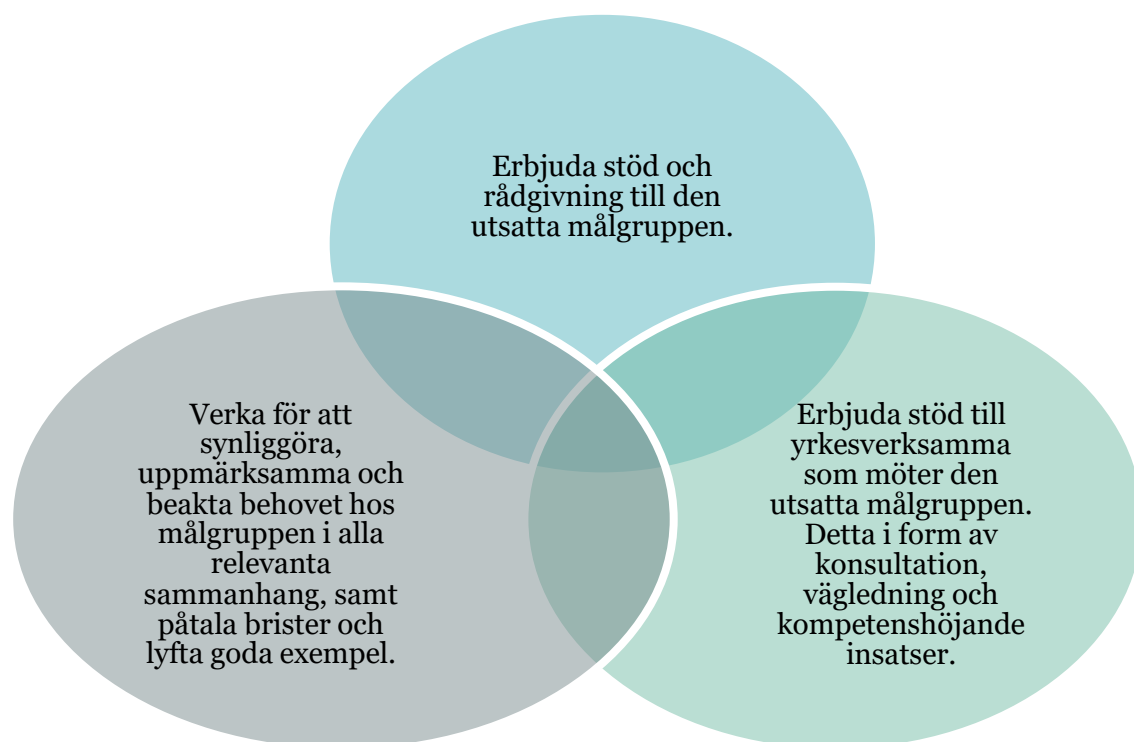 Erbjuda stöd och
rådgivning till den
utsatta målgruppen.
Verka för att
synliggöra,
uppmärksamma och
beakta behovet hos
målgruppen i alla
relevanta
sammanhang, samt
påtala brister och
lyfta goda exempel.
Erbjuda stöd till
yrkesverksamma
som möter den
utsatta målgruppen.
Detta i form av
konsultation,
vägledning och
kompetenshöjande
insatser.